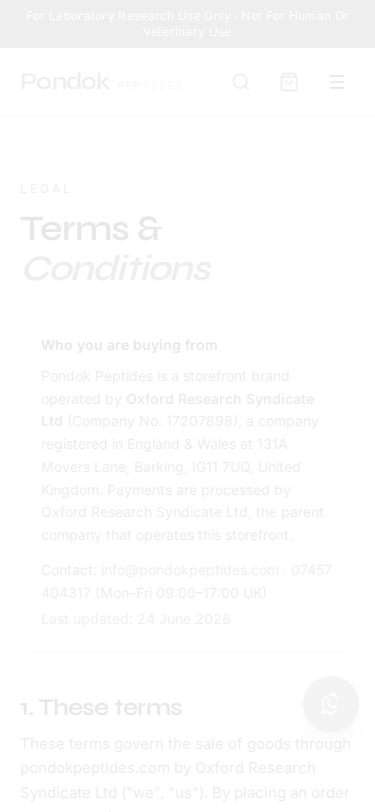 For Laboratory Research Use Only · Not For Human Or
Veterinary Use
Pondok PEPTIDES
LEGAL
Terms &
Conditions
Who you are buying from
Pondok Peptides is a storefront brand
operated by Oxford Research Syndicate
Ltd (Company No. 17207898), a company
registered in England & Wales at 131A
Movers Lane, Barking, IG11 7UQ, United
Kingdom. Payments are processed by
Oxford Research Syndicate Ltd, the parent
company that operates this storefront.
Contact: info@pondokpeptides.com · 07457
404317 (Mon–Fri 09:00–17:00 UK)
Last updated: 24 June 2026
1. These terms
These terms govern the sale of goods through
pondokpeptides.com by Oxford Research
Syndicate Ltd ("we", "us"). By placing an order